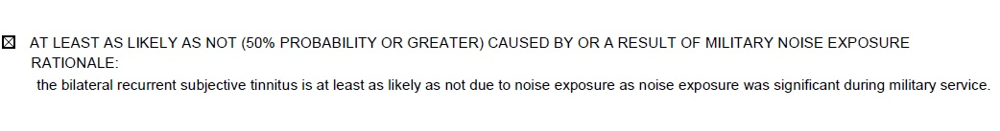 ☒ AT LEAST AS LIKELY AS NOT (50% PROBABILITY OR GREATER) CAUSED BY OR A RESULT OF MILITARY NOISE EXPOSURE
RATIONALE:
the bilateral recurrent subjective tinnitus is at least as likely as not due to noise exposure as noise exposure was significant during military service.